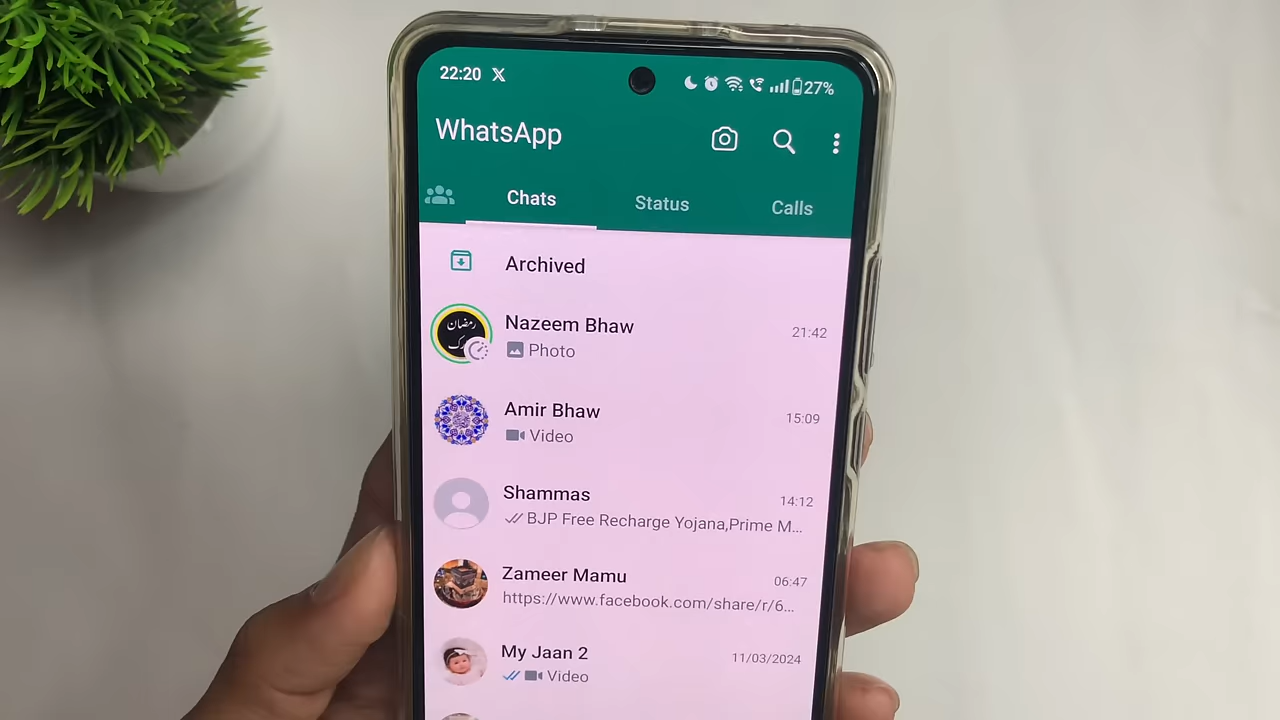 22:20 X 27%
WhatsApp
Chats Status Calls
Archived
رمضان
Nazeem Bhaw 21:42
Photo
Amir Bhaw 15:09
Video
Shammas 14:12
BJP Free Recharge Yojana,Prime M...
Zameer Mamu 06:47
https://www.facebook.com/share/r/6...
My Jaan 2 11/03/2024
Video